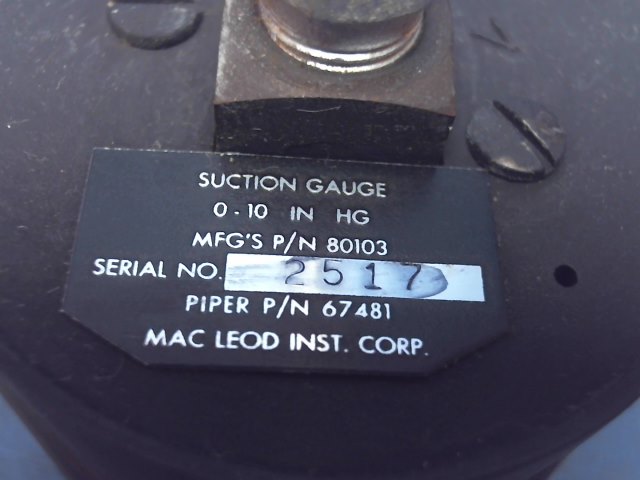 SUCTION GAUGE
0-10 IN HG
MFG'S P/N 80103
SERIAL NO. 2517
PIPER P/N 67481
MAC LEOD INST. CORP.